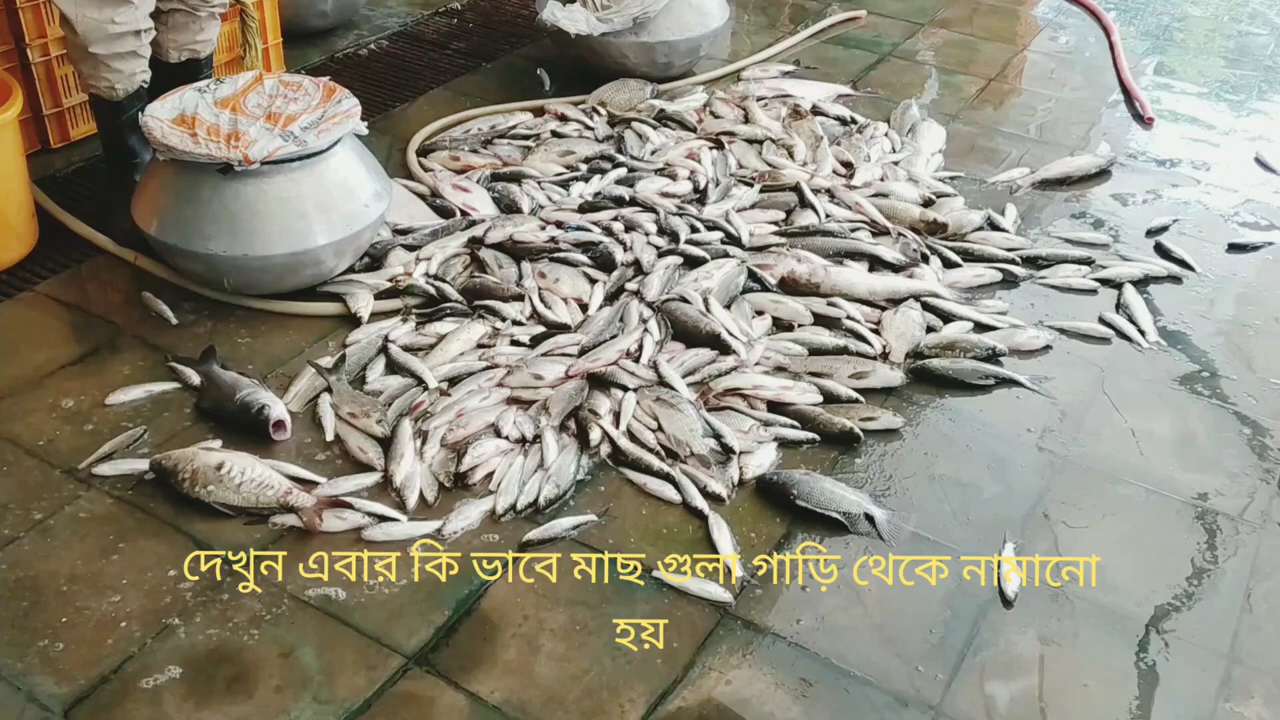 দেখুন এবার কি ভাবে মাছ গুলা গাড়ি থেকে নামানো
হয়